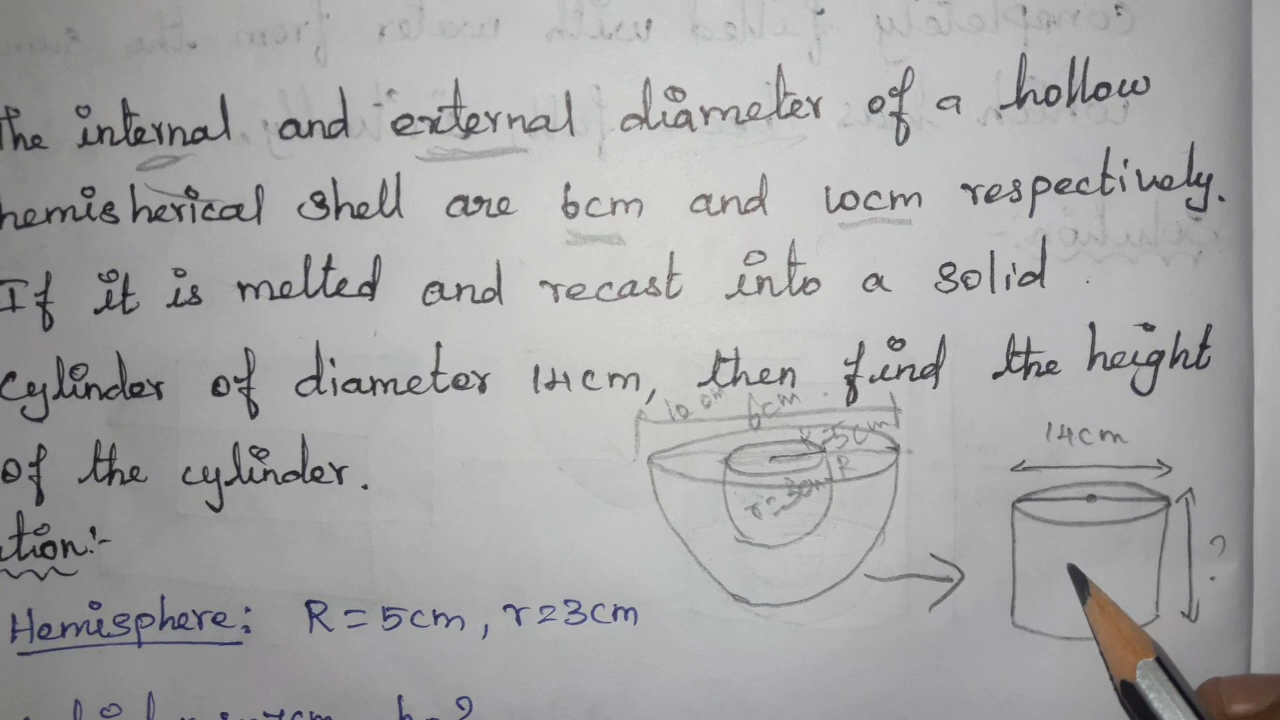 The internal and external diameter of a hollow
hemisherical shell are 6cm and 10cm respectively.
If it is melted and recast into a solid
cylinder of diameter 14cm, then find the height
of the cylinder.
10 cm
6cm
R=5cm
R
r=3cm
14cm
?
tion:-
Hemisphere: R = 5cm, r=3cm
h=?